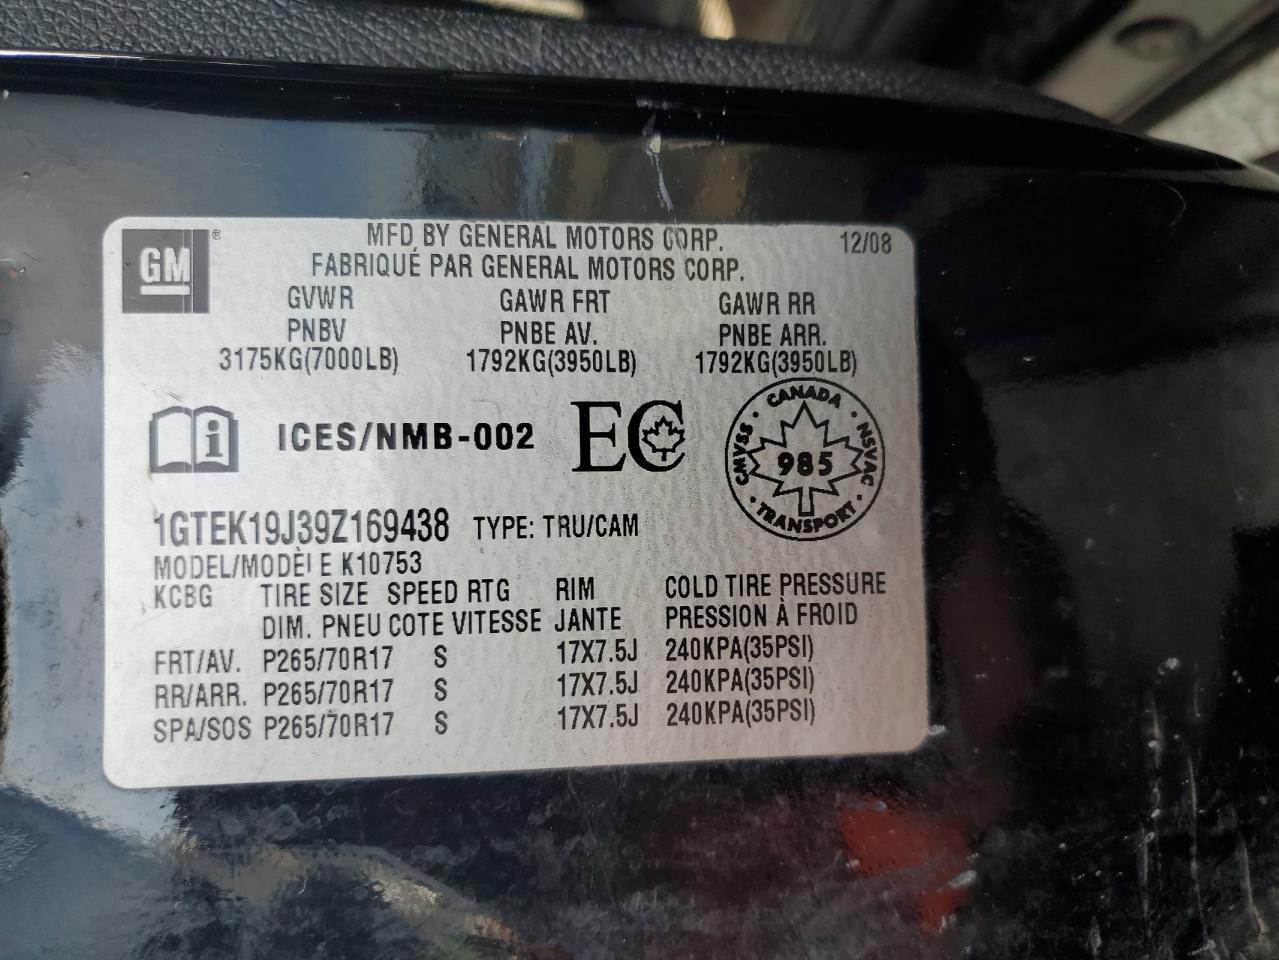 GM ®
MFD BY GENERAL MOTORS CORP. 12/08
FABRIQUÉ PAR GENERAL MOTORS CORP.
GVWR GAWR FRT GAWR RR
PNBV PNBE AV. PNBE ARR.
3175KG(7000LB) 1792KG(3950LB) 1792KG(3950LB)
i ICES/NMB-002 EC
CANADA
CMVSS 985 NSVAC
TRANSPORT
1GTEK19J39Z169438 TYPE: TRU/CAM
MODEL/MODÈLE K10753
KCBG TIRE SIZE SPEED RTG RIM COLD TIRE PRESSURE
DIM. PNEU COTE VITESSE JANTE PRESSION À FROID
FRT/AV. P265/70R17 S 17X7.5J 240KPA(35PSI)
RR/ARR. P265/70R17 S 17X7.5J 240KPA(35PSI)
SPA/SOS P265/70R17 S 17X7.5J 240KPA(35PSI)